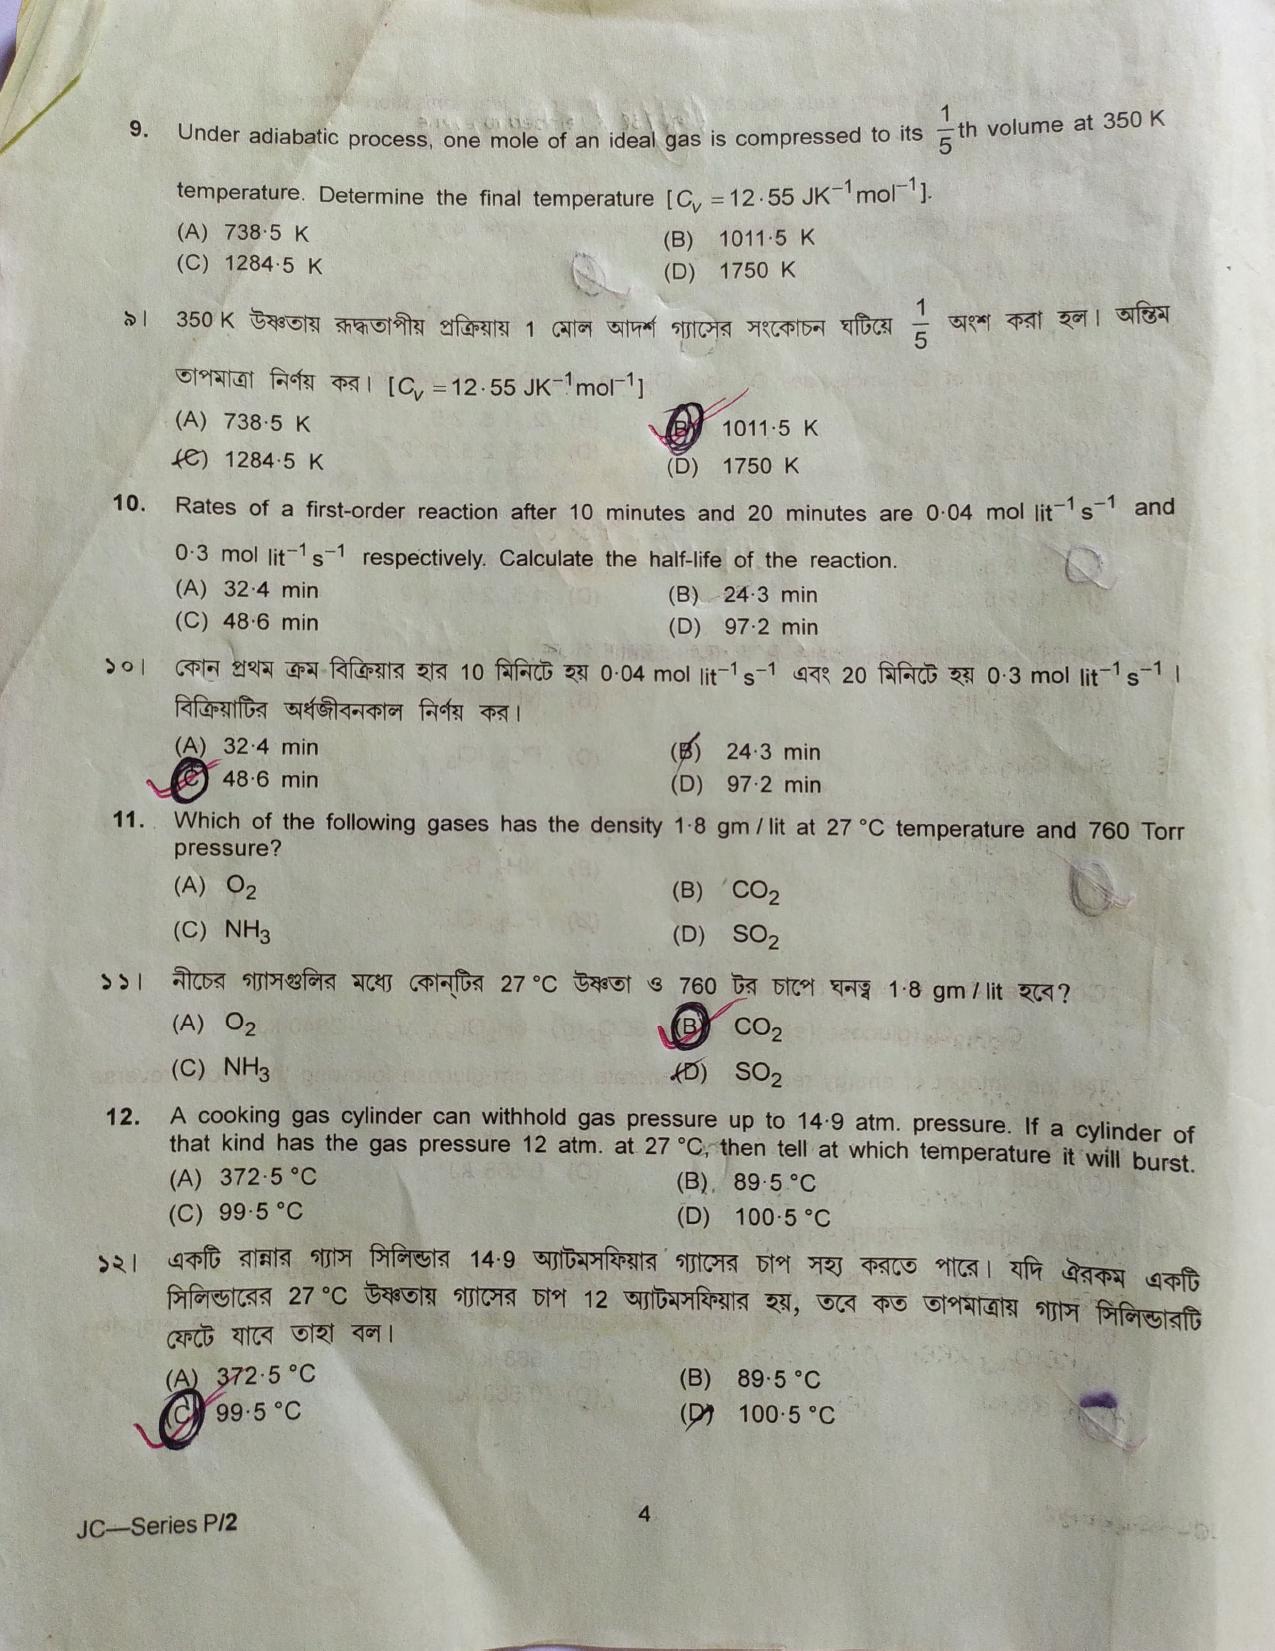 9. Under adiabatic process, one mole of an ideal gas is compressed to its 1/5 th volume at 350 K
temperature. Determine the final temperature [C_v = 12·55 JK⁻¹mol⁻¹].
(A) 738·5 K (B) 1011·5 K
(C) 1284·5 K (D) 1750 K
৯। 350 K উষ্ণতায় রূদ্ধতাপীয় প্রক্রিয়ায় 1 মোল আদর্শ গ্যাসের সংকোচন ঘটিয়ে 1/5 অংশ করা হল। অন্তিম
তাপমাত্রা নির্ণয় কর। [C_v = 12·55 JK⁻¹mol⁻¹]
(A) 738·5 K (B) 1011·5 K
(C) 1284·5 K (D) 1750 K
10. Rates of a first-order reaction after 10 minutes and 20 minutes are 0·04 mol lit⁻¹s⁻¹ and
0·3 mol lit⁻¹s⁻¹ respectively. Calculate the half-life of the reaction.
(A) 32·4 min (B) 24·3 min
(C) 48·6 min (D) 97·2 min
১০। কোন প্রথম ক্রম বিক্রিয়ার হার 10 মিনিটে হয় 0·04 mol lit⁻¹s⁻¹ এবং 20 মিনিটে হয় 0·3 mol lit⁻¹s⁻¹ ।
বিক্রিয়াটির অর্ধজীবনকাল নির্ণয় কর।
(A) 32·4 min (B) 24·3 min
(C) 48·6 min (D) 97·2 min
11. Which of the following gases has the density 1·8 gm / lit at 27 °C temperature and 760 Torr
pressure?
(A) O₂ (B) CO₂
(C) NH₃ (D) SO₂
১১। নীচের গ্যাসগুলির মধ্যে কোন্‌টির 27 °C উষ্ণতা ও 760 টর চাপে ঘনত্ব 1·8 gm / lit হবে?
(A) O₂ (B) CO₂
(C) NH₃ (D) SO₂
12. A cooking gas cylinder can withhold gas pressure up to 14·9 atm. pressure. If a cylinder of
that kind has the gas pressure 12 atm. at 27 °C, then tell at which temperature it will burst.
(A) 372·5 °C (B) 89·5 °C
(C) 99·5 °C (D) 100·5 °C
১২। একটি রান্নার গ্যাস সিলিন্ডার 14·9 অ্যাটমসফিয়ার গ্যাসের চাপ সহ্য করতে পারে। যদি ঐরকম একটি
সিলিন্ডারের 27 °C উষ্ণতায় গ্যাসের চাপ 12 অ্যাটমসফিয়ার হয়, তবে কত তাপমাত্রায় গ্যাস সিলিন্ডারটি
ফেটে যাবে তাহা বল।
(A) 372·5 °C (B) 89·5 °C
(C) 99·5 °C (D) 100·5 °C
JC—Series P/2 4